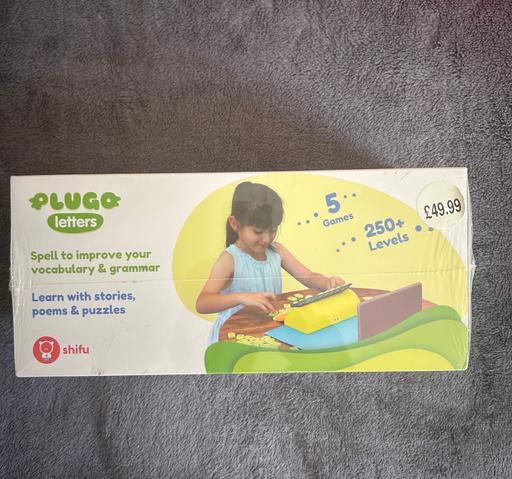 PLUGO
letters
Spell to improve your
vocabulary & grammar
Learn with stories,
poems & puzzles
shifu
5
Games
250+
Levels
£49.99